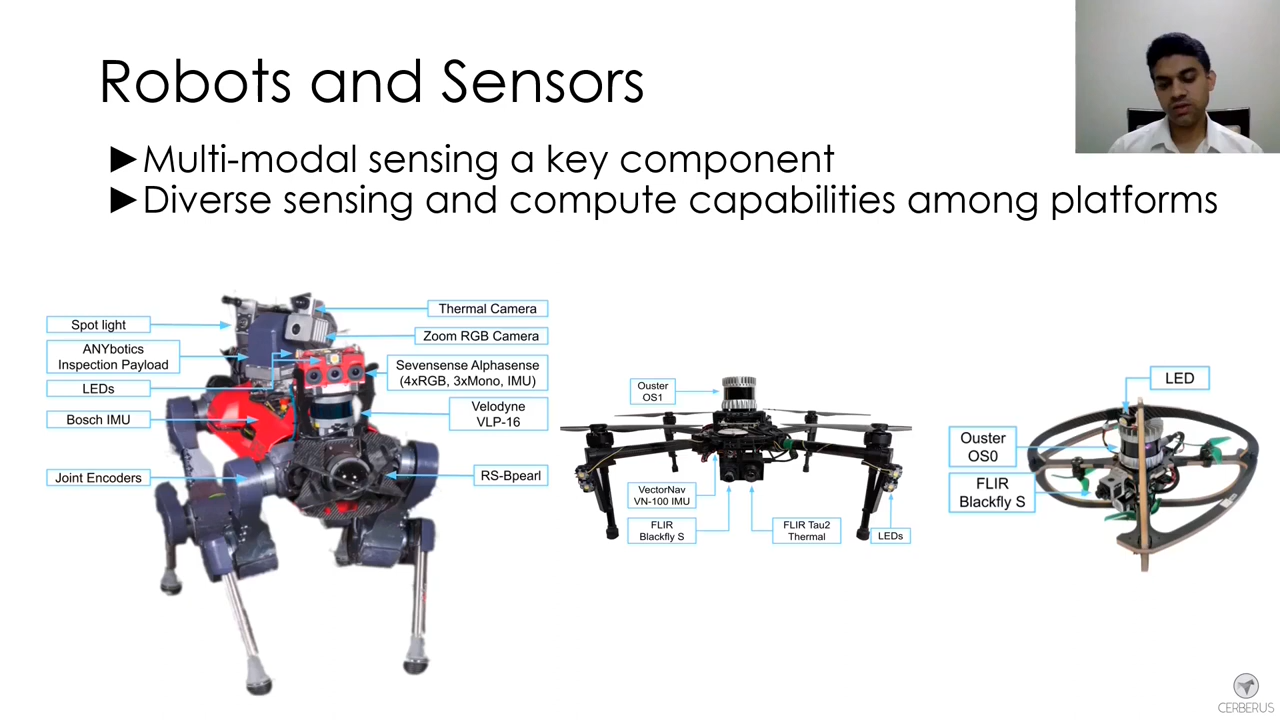 Robots and Sensors
►Multi-modal sensing a key component
►Diverse sensing and compute capabilities among platforms
Spot light
ANYbotics
Inspection Payload
LEDs
Bosch IMU
Joint Encoders
Thermal Camera
Zoom RGB Camera
Sevensense Alphasense
(4xRGB, 3xMono, IMU)
Velodyne
VLP-16
RS-Bpearl
Ouster
OS1
VectorNav
VN-100 IMU
FLIR
Blackfly S
FLIR Tau2
Thermal
LEDs
LED
Ouster
OS0
FLIR
Blackfly S
CERBERUS